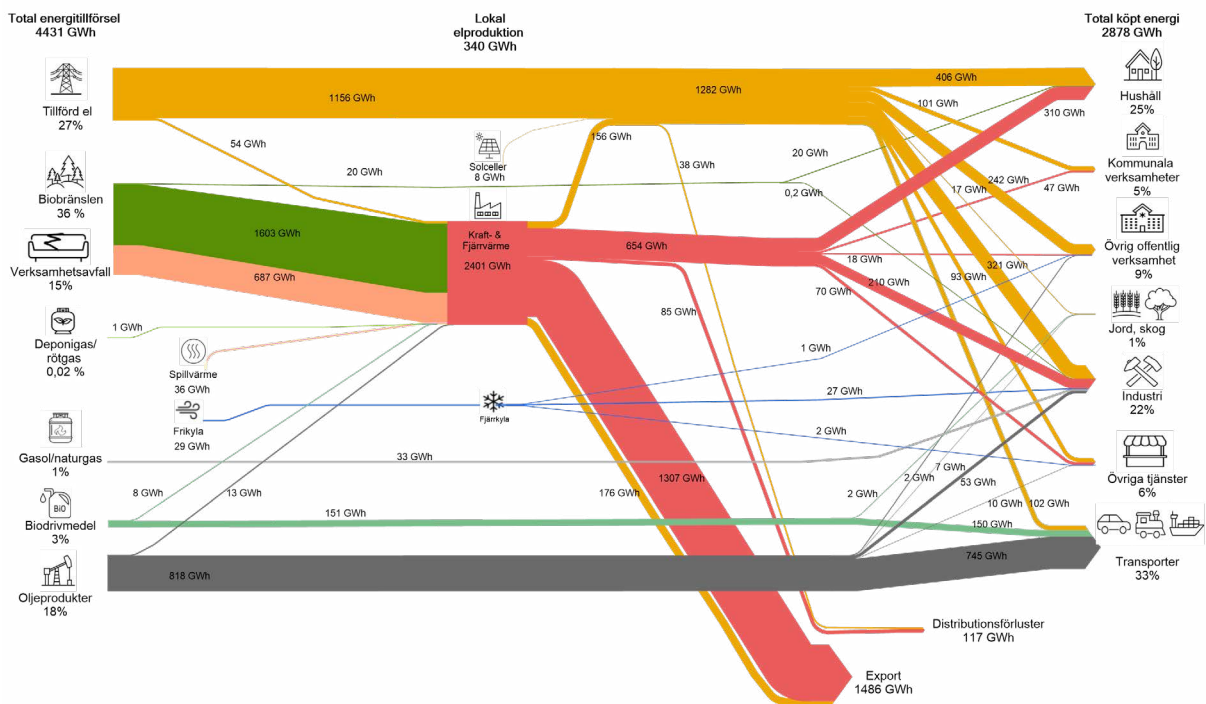 Total energitillförsel
4431 GWh
Lokal
elproduktion
340 GWh
Total köpt energi
2878 GWh
Tillförd el
27%
Biobränslen
36 %
Verksamhetsavfall
15%
Deponigas/
rötgas
0,02 %
Gasol/naturgas
1%
BiO
Biodrivmedel
3%
Oljeprodukter
18%
1156 GWh
1282 GWh
406 GWh
54 GWh
156 GWh
38 GWh
101 GWh
310 GWh
Solceller
8 GWh
20 GWh
20 GWh
0,2 GWh
17 GWh
242 GWh
47 GWh
1603 GWh
687 GWh
Kraft- &
Fjärrvärme
2401 GWh
654 GWh
18 GWh
210 GWh
93 GWh
321 GWh
70 GWh
85 GWh
1 GWh
Spillvärme
36 GWh
Frikyla
29 GWh
Fjärrkyla
1 GWh
27 GWh
2 GWh
33 GWh
8 GWh
13 GWh
151 GWh
818 GWh
1307 GWh
176 GWh
2 GWh
2 GWh
7 GWh
53 GWh
10 GWh
102 GWh
150 GWh
745 GWh
Distributionsförluster
117 GWh
Export
1486 GWh
Hushåll
25%
Kommunala
verksamheter
5%
Övrig offentlig
verksamhet
9%
Jord, skog
1%
Industri
22%
Övriga tjänster
6%
Transporter
33%